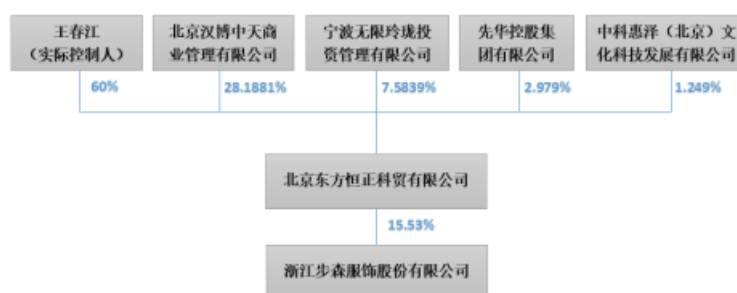 王春江
（实际控制人）
北京汉博中天商
业管理有限公司
宁波无限玲珑投
资管理有限公司
先华控股集
团有限公司
中科惠泽（北京）文
化科技发展有限公司
60%
28.1881%
7.5839%
2.979%
1.249%
北京东方恒正科贸有限公司
15.53%
浙江步森服饰股份有限公司